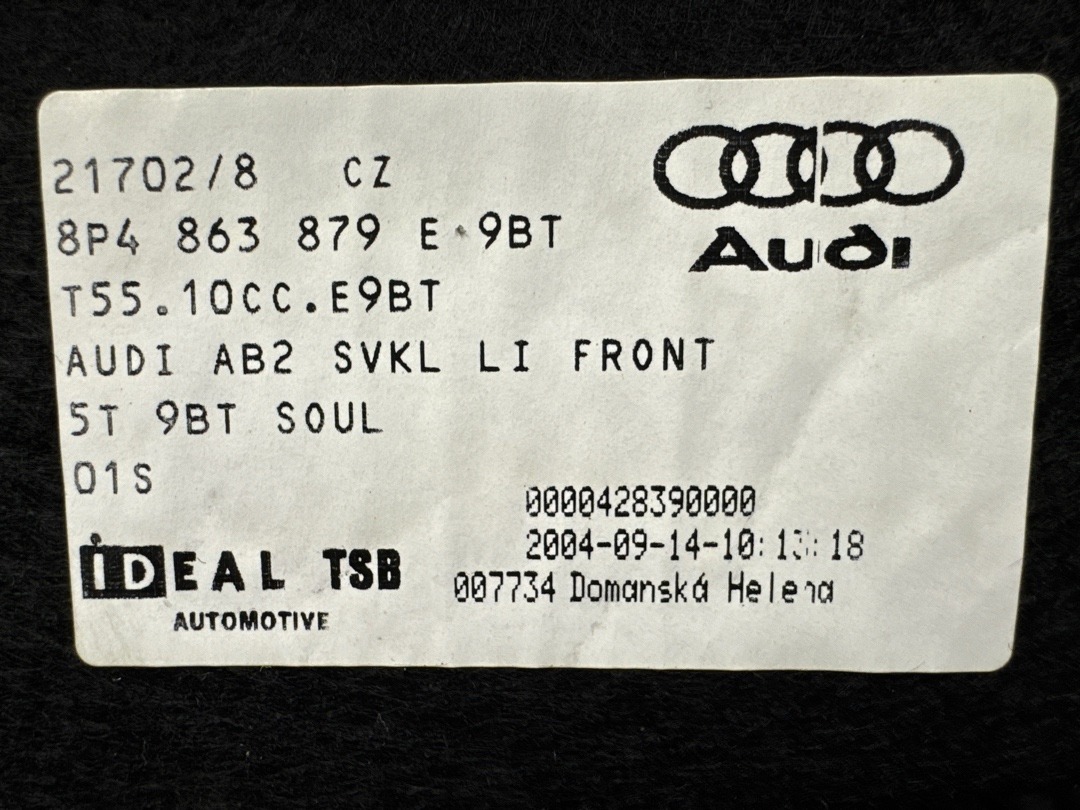 21702/8 CZ
8P4 863 879 E 9BT
T55.10CC.E9BT
AUDI AB2 SVKL LI FRONT
5T 9BT SOUL
01S
Audi
0000428390000
2004-09-14-10:13:18
007734 Domanská Helena
iDEAL TSB
AUTOMOTIVE